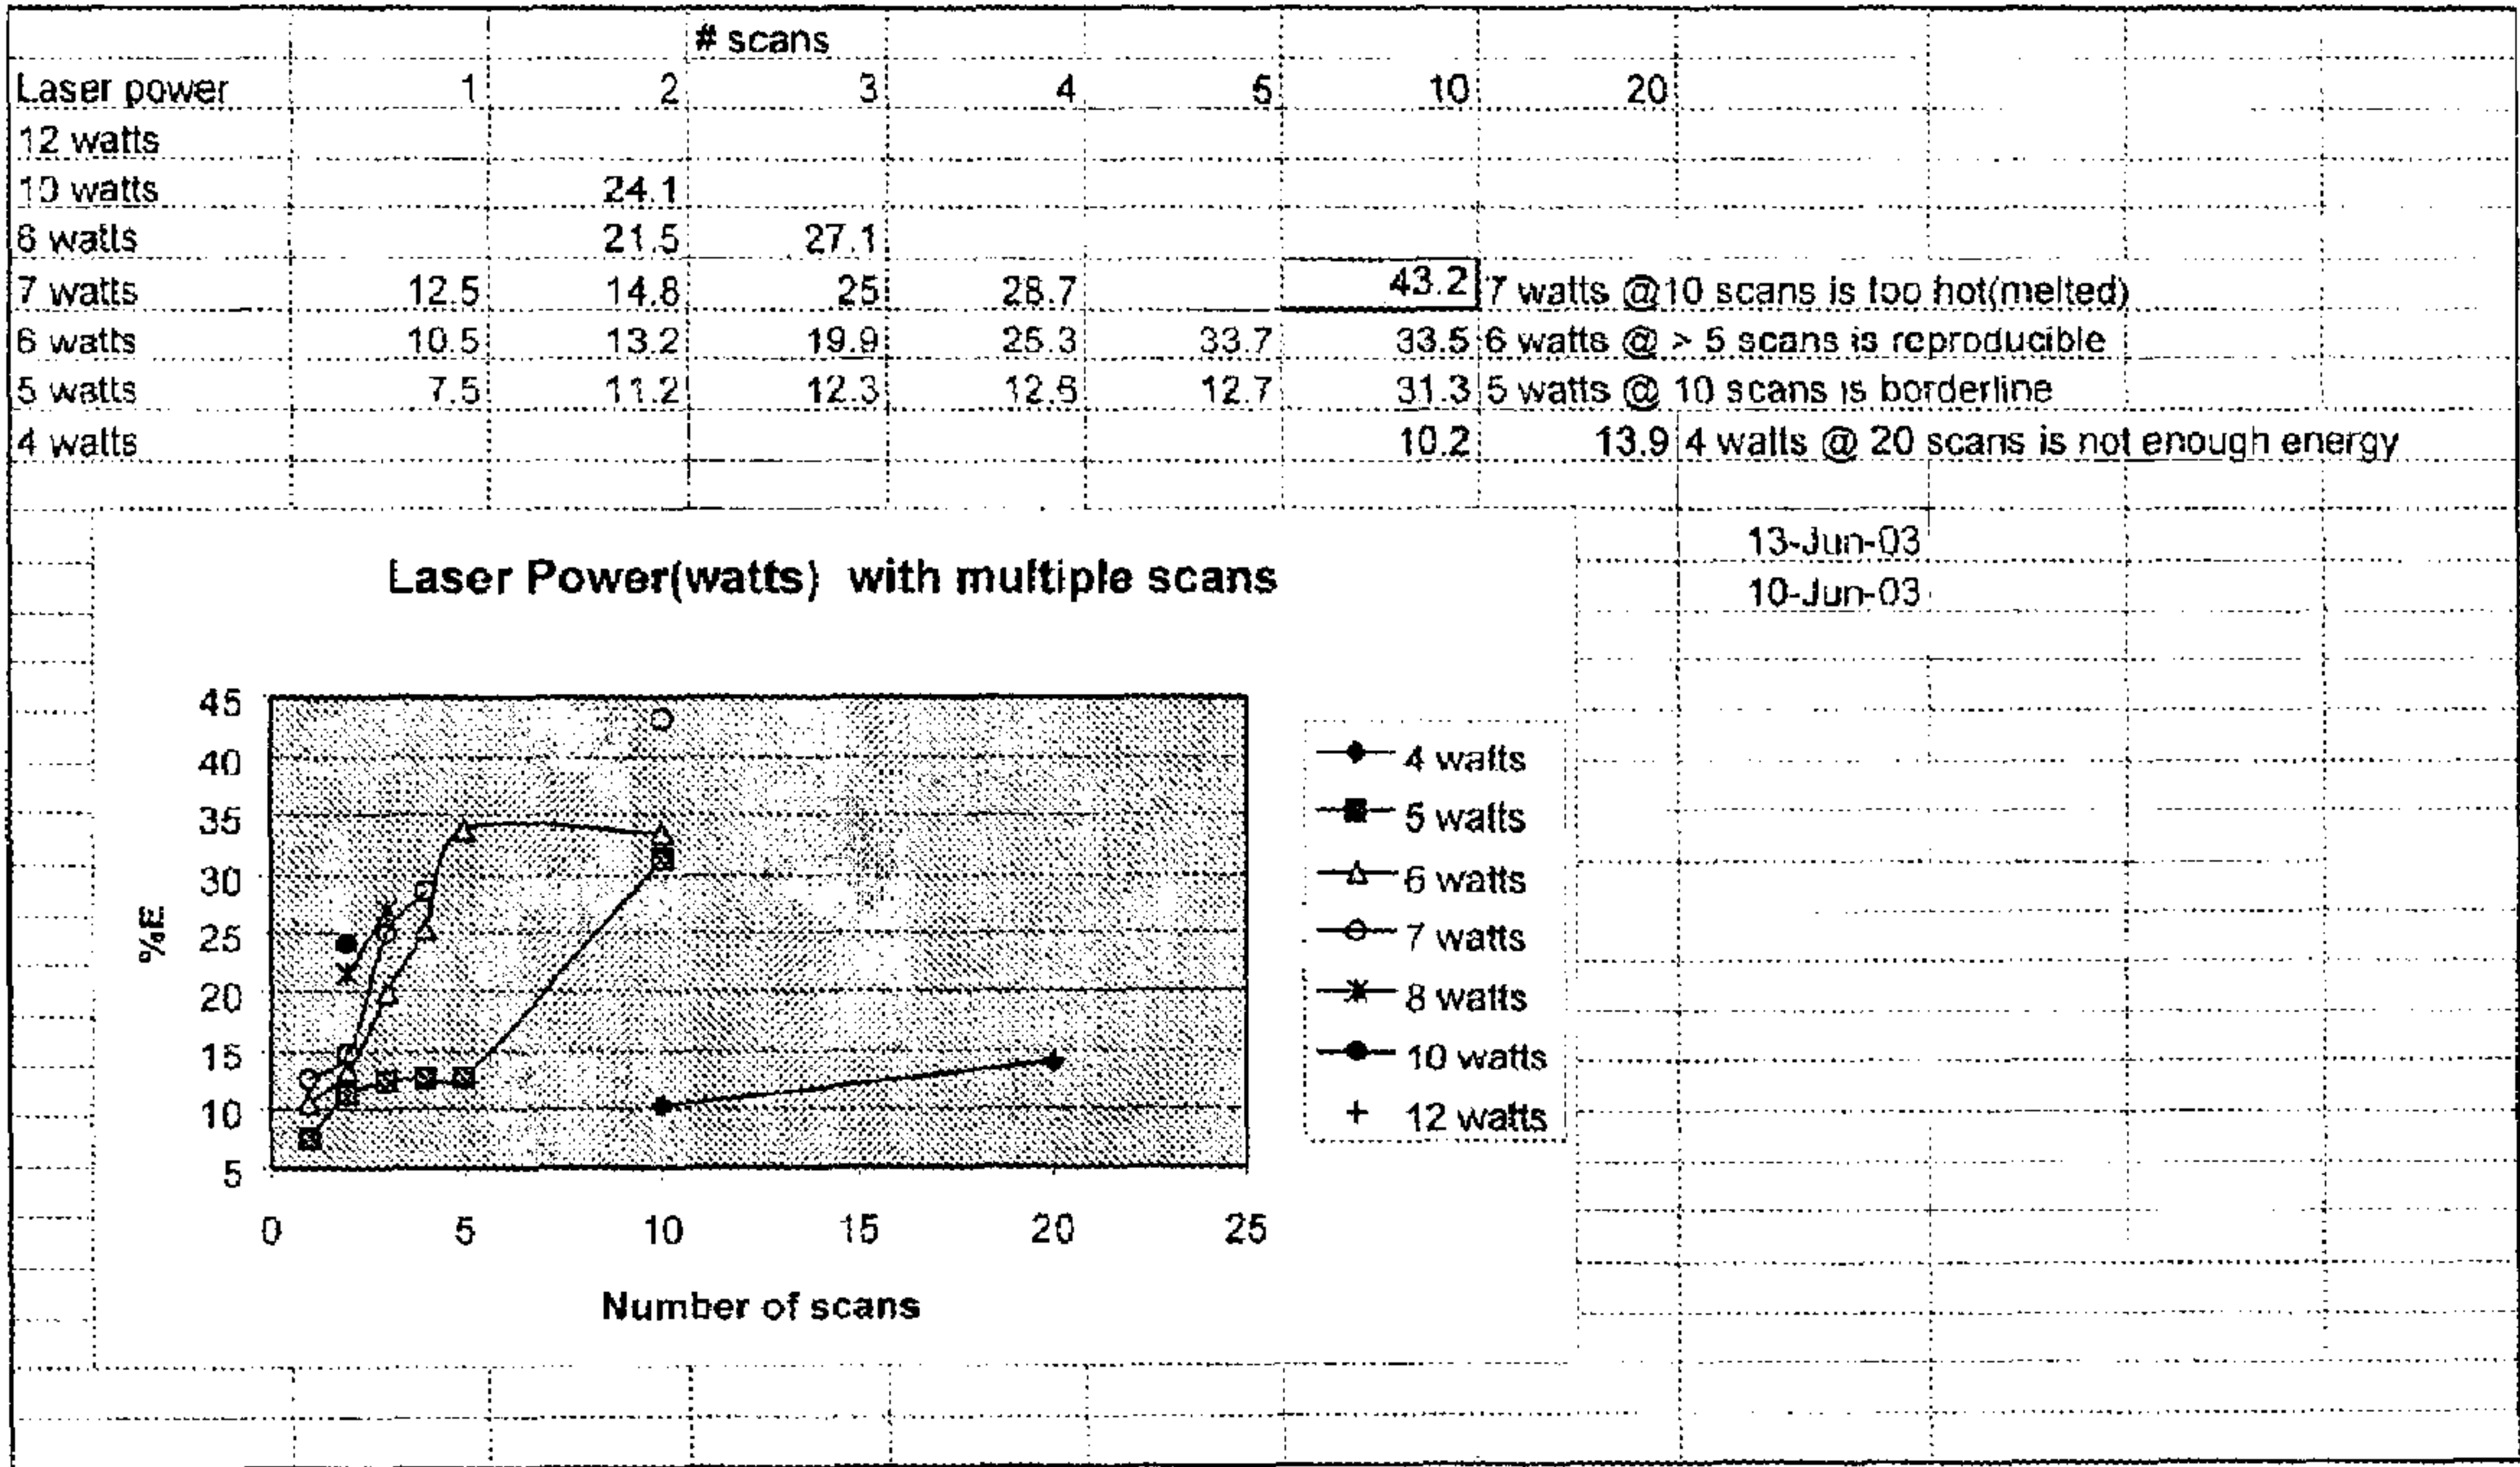 # scans
Laser power 1 2 3 4 5 10 20
12 watts
10 watts 24.1
8 watts 21.5 27.1
7 watts 12.5 14.8 25 28.7 43.2 7 watts @10 scans is too hot(melted)
6 watts 10.5 13.2 19.9 25.3 33.7 33.5 6 watts @ > 5 scans is reproducible
5 watts 7.5 11.2 12.3 12.6 12.7 31.3 5 watts @ 10 scans is borderline
4 watts 10.2 13.9 4 watts @ 20 scans is not enough energy
13-Jun-03
10-Jun-03
Laser Power(watts) with multiple scans
45
40
35
30
25
20
15
10
5
%E
0 5 10 15 20 25
Number of scans
4 watts
5 watts
6 watts
7 watts
8 watts
10 watts
12 watts